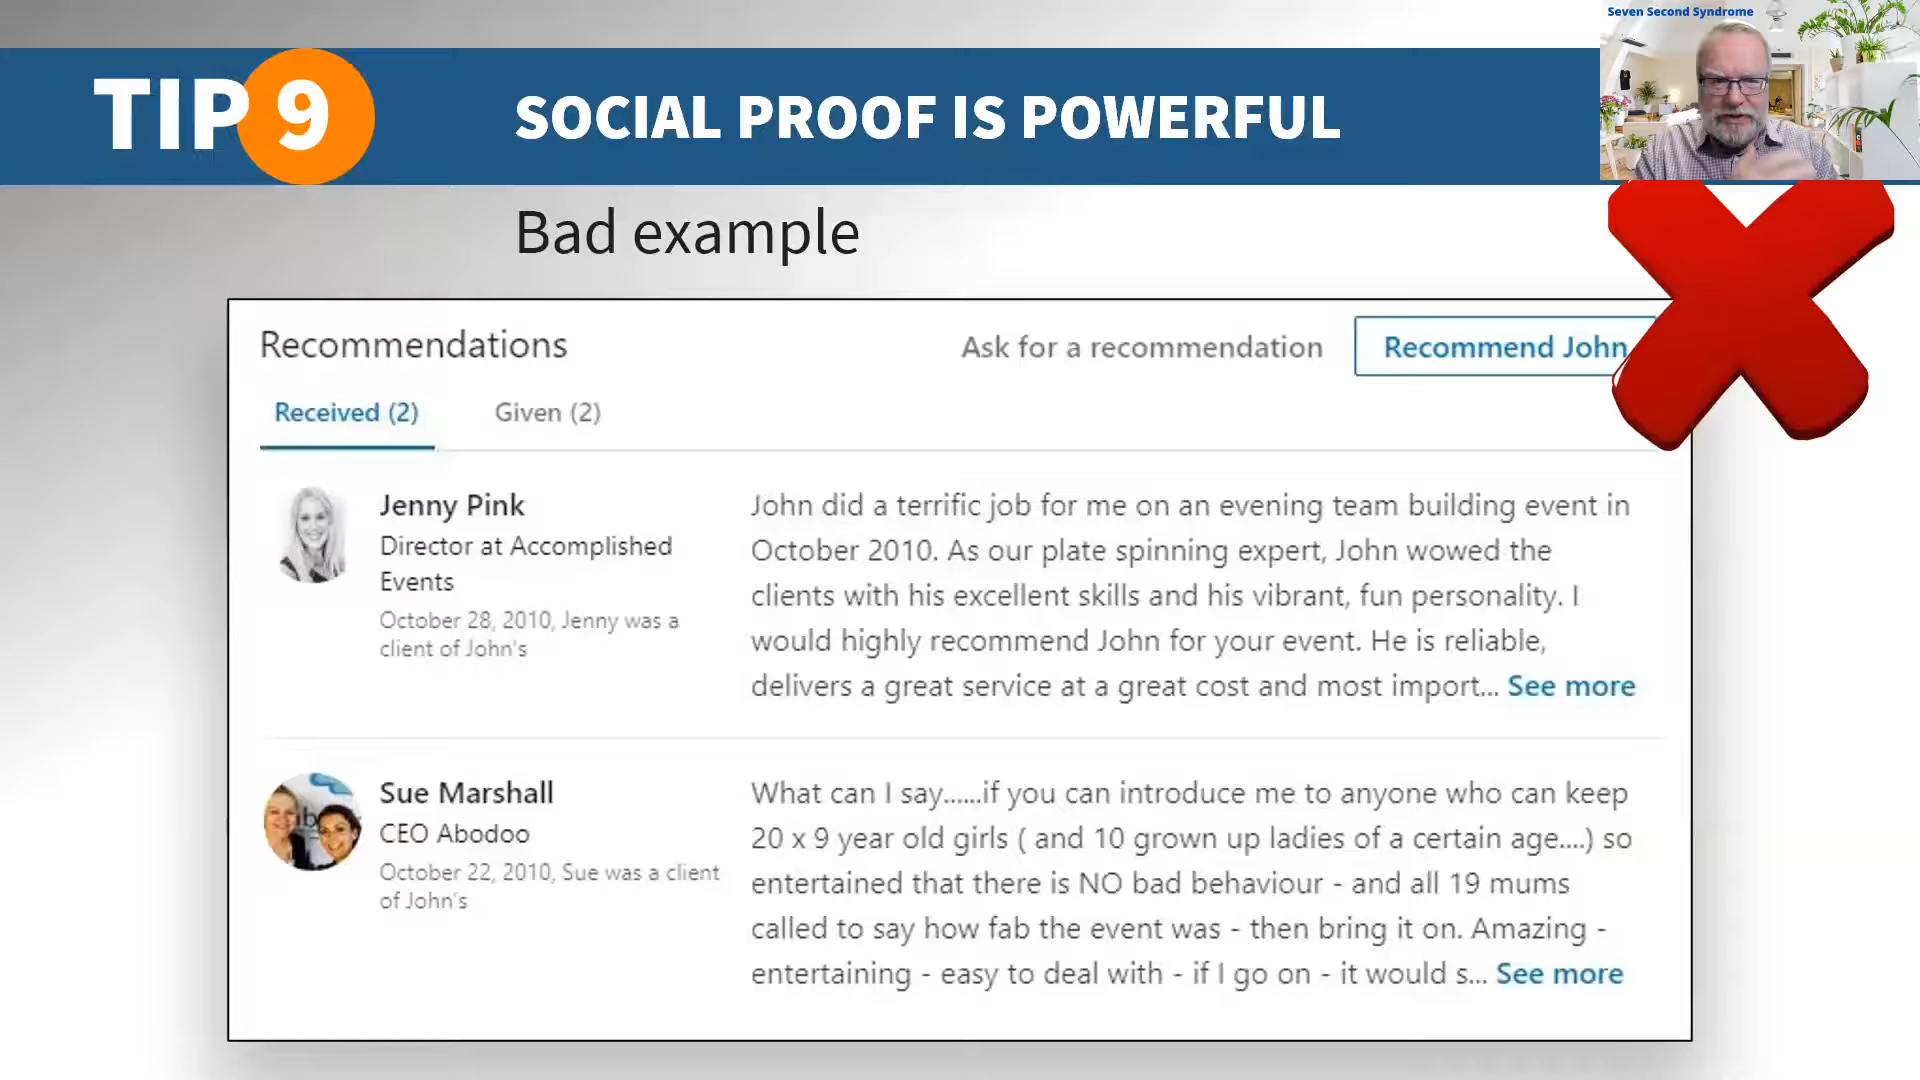 Seven Second Syndrome
TIP 9
SOCIAL PROOF IS POWERFUL
Bad example
Recommendations
Ask for a recommendation
Recommend John
Received (2)
Given (2)
Jenny Pink
Director at Accomplished
Events
October 28, 2010, Jenny was a
client of John's
John did a terrific job for me on an evening team building event in
October 2010. As our plate spinning expert, John wowed the
clients with his excellent skills and his vibrant, fun personality. I
would highly recommend John for your event. He is reliable,
delivers a great service at a great cost and most import... See more
Sue Marshall
CEO Abodoo
October 22, 2010, Sue was a client
of John's
What can I say......if you can introduce me to anyone who can keep
20 x 9 year old girls ( and 10 grown up ladies of a certain age....) so
entertained that there is NO bad behaviour - and all 19 mums
called to say how fab the event was - then bring it on. Amazing -
entertaining - easy to deal with - if I go on - it would s... See more